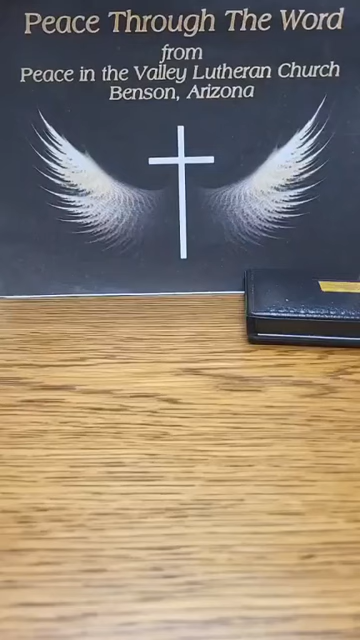 Peace Through The Word
from
Peace in the Valley Lutheran Church
Benson, Arizona